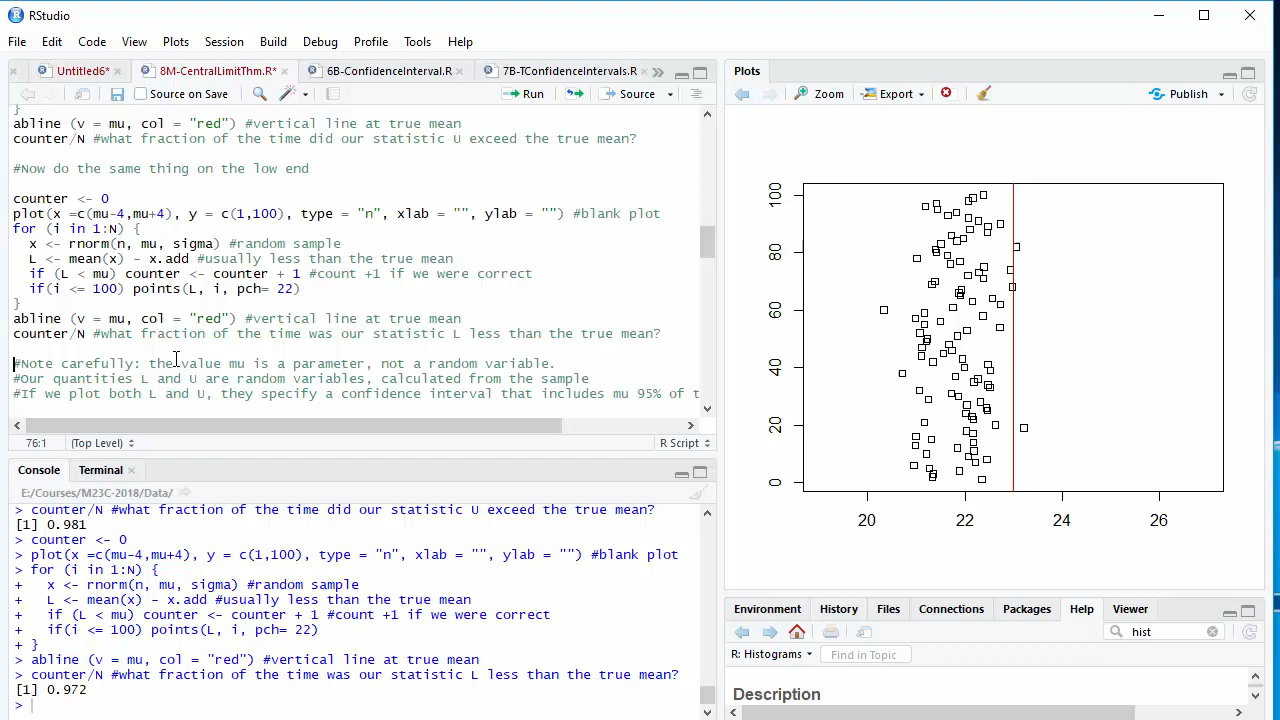 RStudio
File Edit Code View Plots Session Build Debug Profile Tools Help
Untitled6* 8M-CentralLimitThm.R* 6B-ConfidenceInterval.R 7B-TConfidenceIntervals.R
Source on Save Run Source
}
abline (v = mu, col = "red") #vertical line at true mean
counter/N #what fraction of the time did our statistic U exceed the true mean?
#Now do the same thing on the low end
counter <- 0
plot(x =c(mu-4,mu+4), y = c(1,100), type = "n", xlab = "", ylab = "") #blank plot
for (i in 1:N) {
x <- rnorm(n, mu, sigma) #random sample
L <- mean(x) - x.add #usually less than the true mean
if (L < mu) counter <- counter + 1 #count +1 if we were correct
if(i <= 100) points(L, i, pch= 22)
}
abline (v = mu, col = "red") #vertical line at true mean
counter/N #what fraction of the time was our statistic L less than the true mean?
#Note carefully: the value mu is a parameter, not a random variable.
#Our quantities L and U are random variables, calculated from the sample
#If we plot both L and U, they specify a confidence interval that includes mu 95% of t
76:1 (Top Level) R Script
Console Terminal
E:/Courses/M23C-2018/Data/
> counter/N #what fraction of the time did our statistic U exceed the true mean?
[1] 0.981
> counter <- 0
> plot(x =c(mu-4,mu+4), y = c(1,100), type = "n", xlab = "", ylab = "") #blank plot
> for (i in 1:N) {
+ x <- rnorm(n, mu, sigma) #random sample
+ L <- mean(x) - x.add #usually less than the true mean
+ if (L < mu) counter <- counter + 1 #count +1 if we were correct
+ if(i <= 100) points(L, i, pch= 22)
+ }
> abline (v = mu, col = "red") #vertical line at true mean
> counter/N #what fraction of the time was our statistic L less than the true mean?
[1] 0.972
>
Plots
Zoom Export Publish
100
80
60
40
20
0
20 22 24 26
Environment History Files Connections Packages Help Viewer
hist
R: Histograms Find in Topic
Description